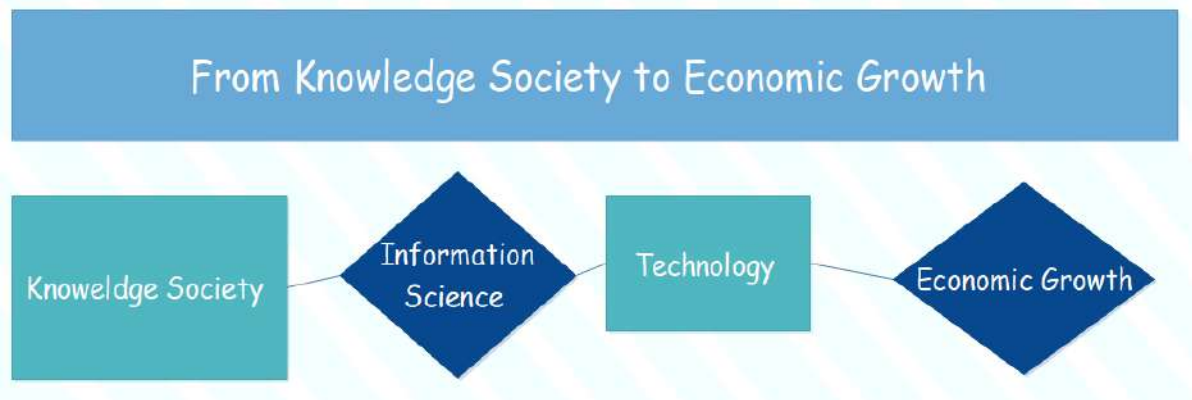 From Knowledge Society to Economic Growth
Knoweldge Society
Information
Science
Technology
Economic Growth